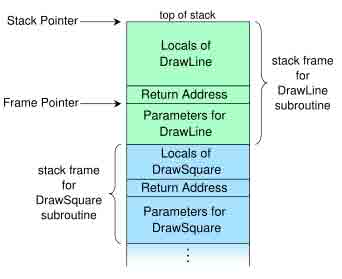 Stack Pointer
top of stack
Locals of
DrawLine
stack frame
for
DrawLine
subroutine
Return Address
Frame Pointer
Parameters for
DrawLine
stack frame
for
DrawSquare
subroutine
Locals of
DrawSquare
Return Address
Parameters for
DrawSquare